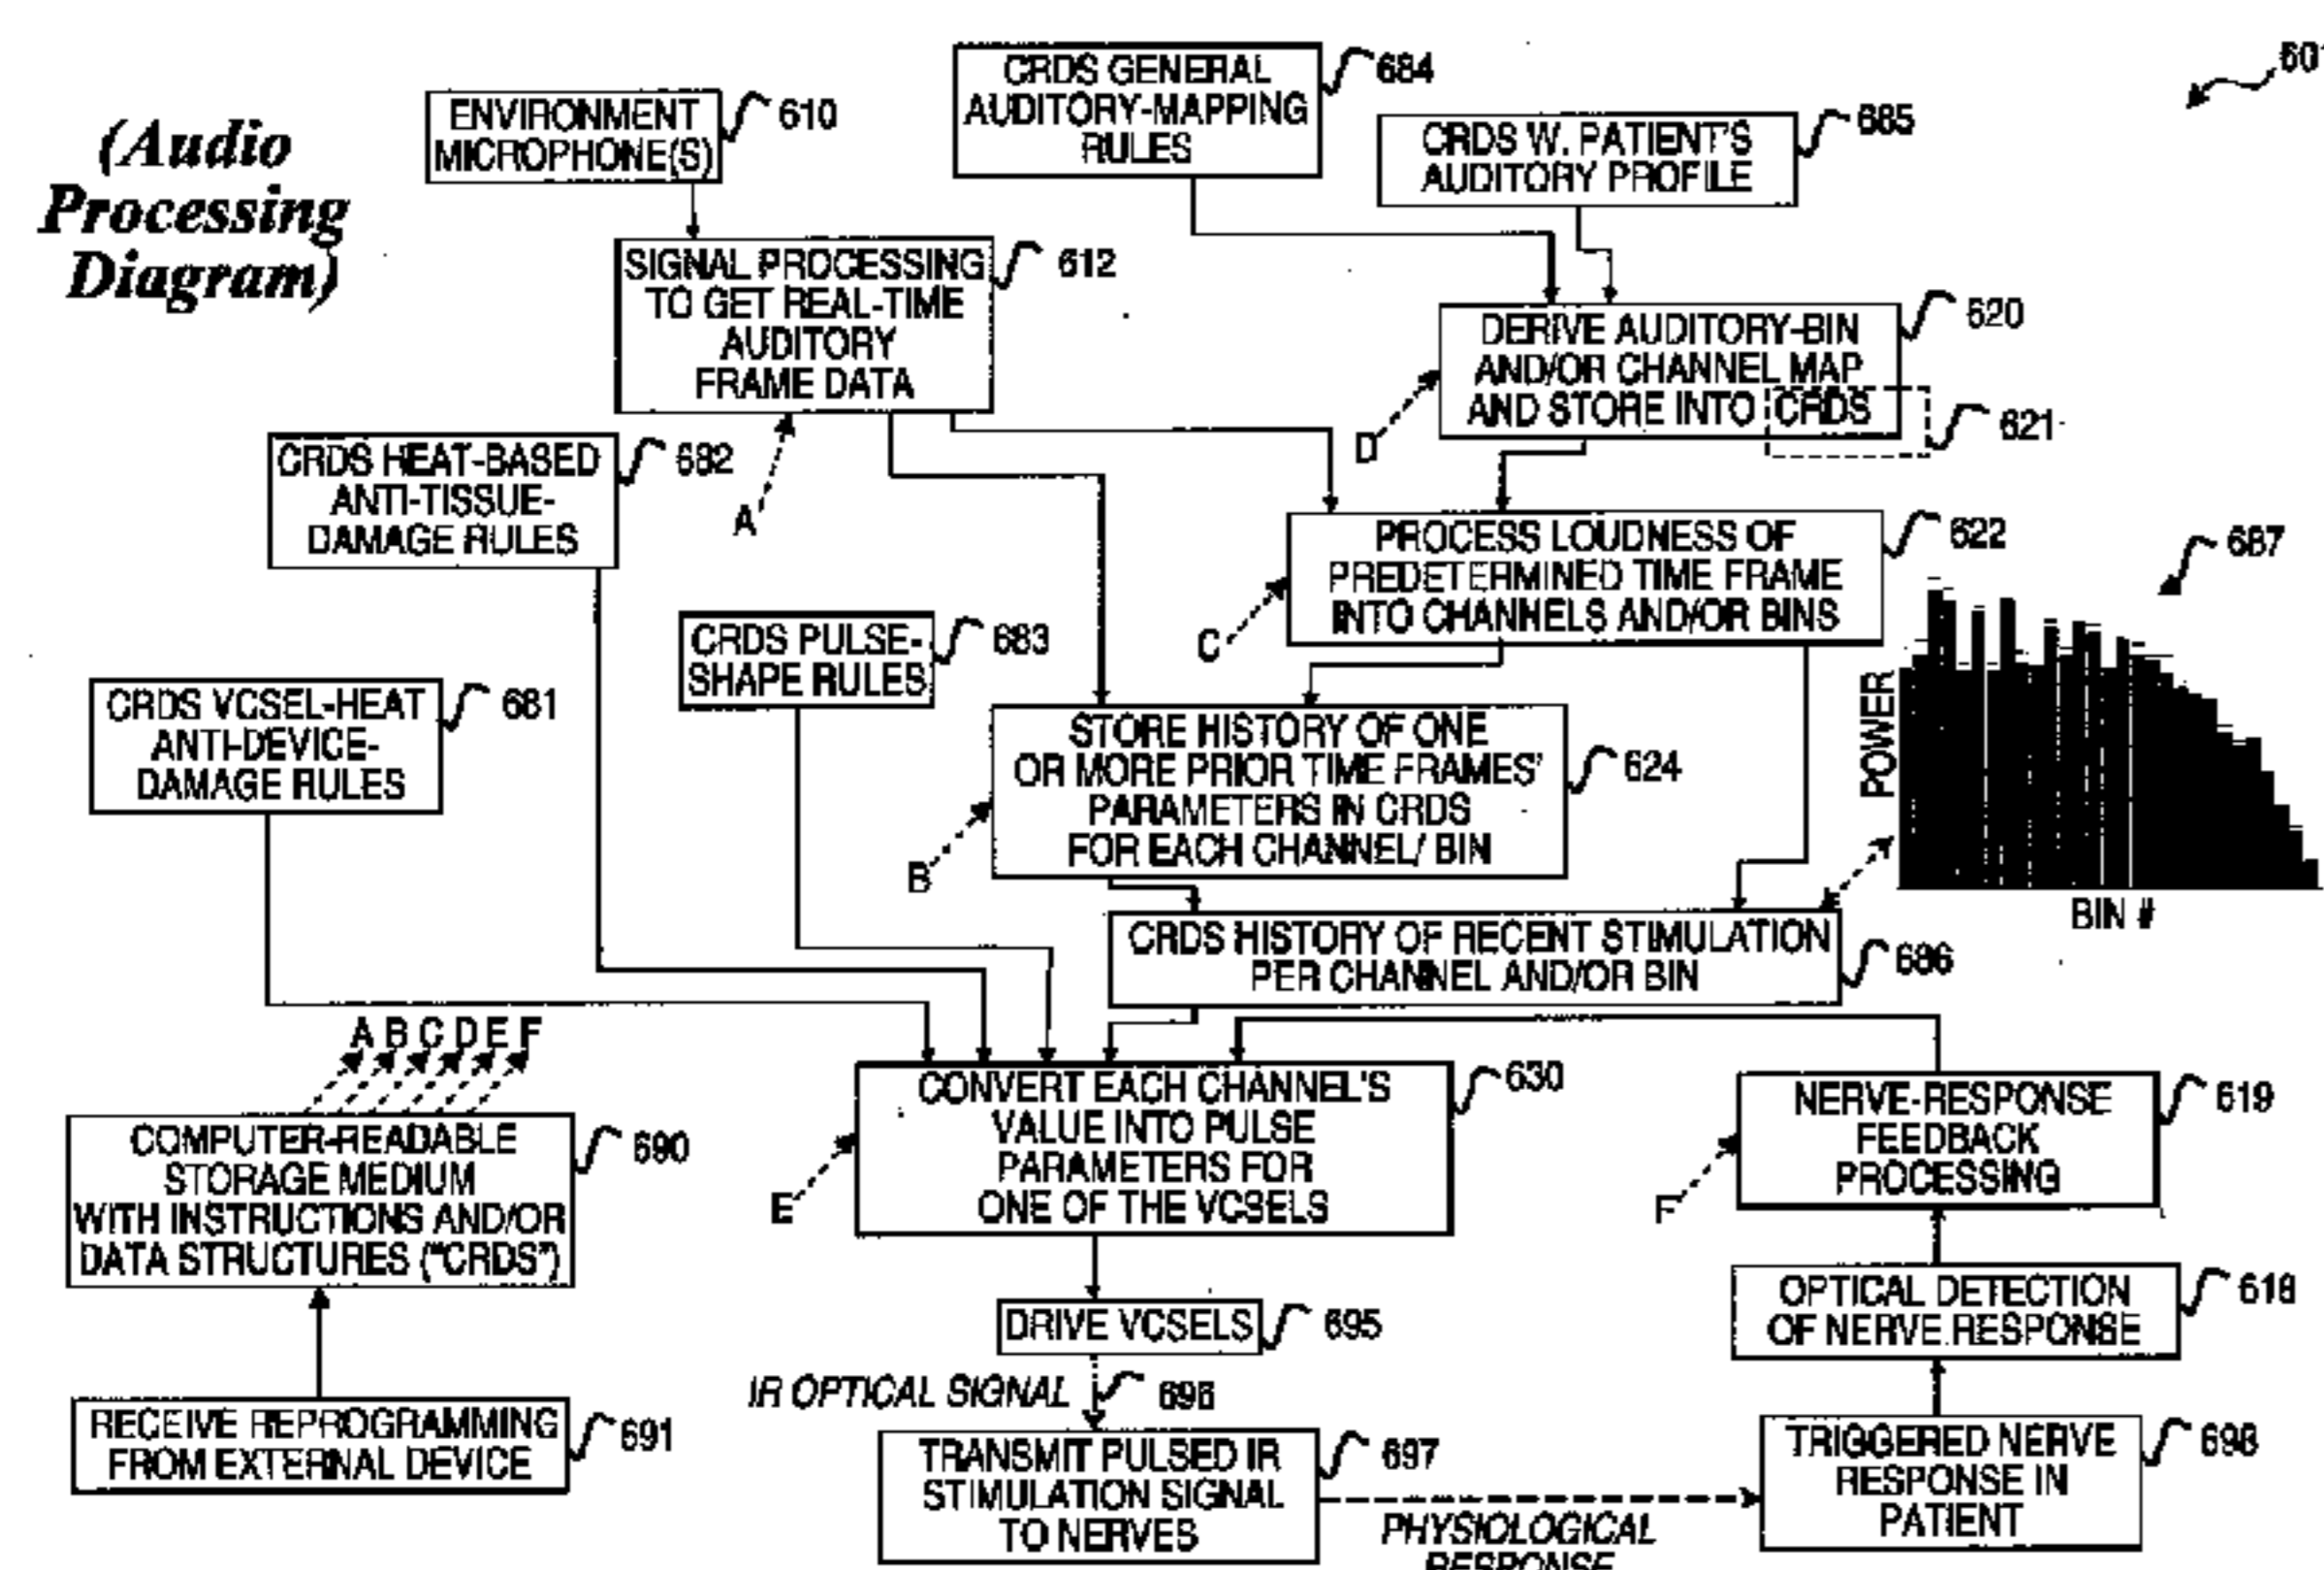 (Audio
Processing
Diagram)
ENVIRONMENT
MICROPHONE(S)
610
CRDS GENERAL
AUDITORY-MAPPING
RULES
684
CRDS W. PATIENT'S
AUDITORY PROFILE
685
601
SIGNAL PROCESSING
TO GET REAL-TIME
AUDITORY
FRAME DATA
612
A
DERIVE AUDITORY-BIN
AND/OR CHANNEL MAP
AND STORE INTO CRDS
620
621
D
CRDS HEAT-BASED
ANTI-TISSUE-
DAMAGE RULES
682
PROCESS LOUDNESS OF
PREDETERMINED TIME FRAME
INTO CHANNELS AND/OR BINS
622
C
687
POWER
BIN #
CRDS PULSE-
SHAPE RULES
683
CRDS VCSEL-HEAT
ANTI-DEVICE-
DAMAGE RULES
681
STORE HISTORY OF ONE
OR MORE PRIOR TIME FRAMES'
PARAMETERS IN CRDS
FOR EACH CHANNEL/ BIN
624
B
CRDS HISTORY OF RECENT STIMULATION
PER CHANNEL AND/OR BIN
686
A B C D E F
COMPUTER-READABLE
STORAGE MEDIUM
WITH INSTRUCTIONS AND/OR
DATA STRUCTURES ("CRDS")
690
CONVERT EACH CHANNEL'S
VALUE INTO PULSE
PARAMETERS FOR
ONE OF THE VCSELS
630
E
NERVE-RESPONSE
FEEDBACK
PROCESSING
619
F
OPTICAL DETECTION
OF NERVE RESPONSE
618
DRIVE VCSELS
695
IR OPTICAL SIGNAL
696
RECEIVE REPROGRAMMING
FROM EXTERNAL DEVICE
691
TRANSMIT PULSED IR
STIMULATION SIGNAL
TO NERVES
697
PHYSIOLOGICAL
RESPONSE
TRIGGERED NERVE
RESPONSE IN
PATIENT
698